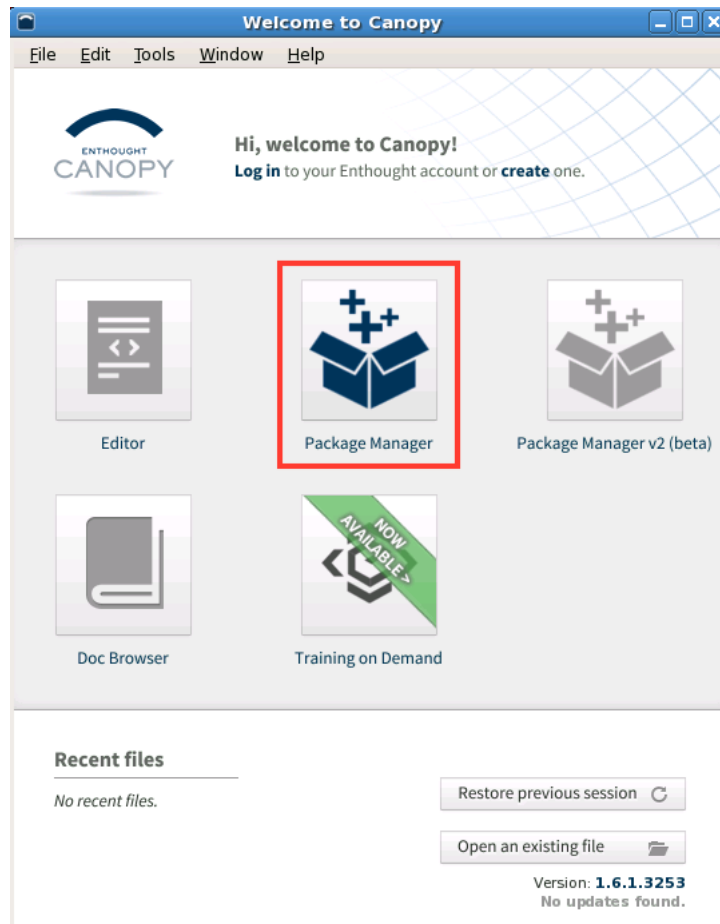 Welcome to Canopy
File Edit Tools Window Help
ENTHOUGHT
CANOPY
Hi, welcome to Canopy!
Log in to your Enthought account or create one.
Editor
Package Manager
Package Manager v2 (beta)
NOW
AVAILABLE >
Doc Browser
Training on Demand
Recent files
No recent files.
Restore previous session
Open an existing file
Version: 1.6.1.3253
No updates found.